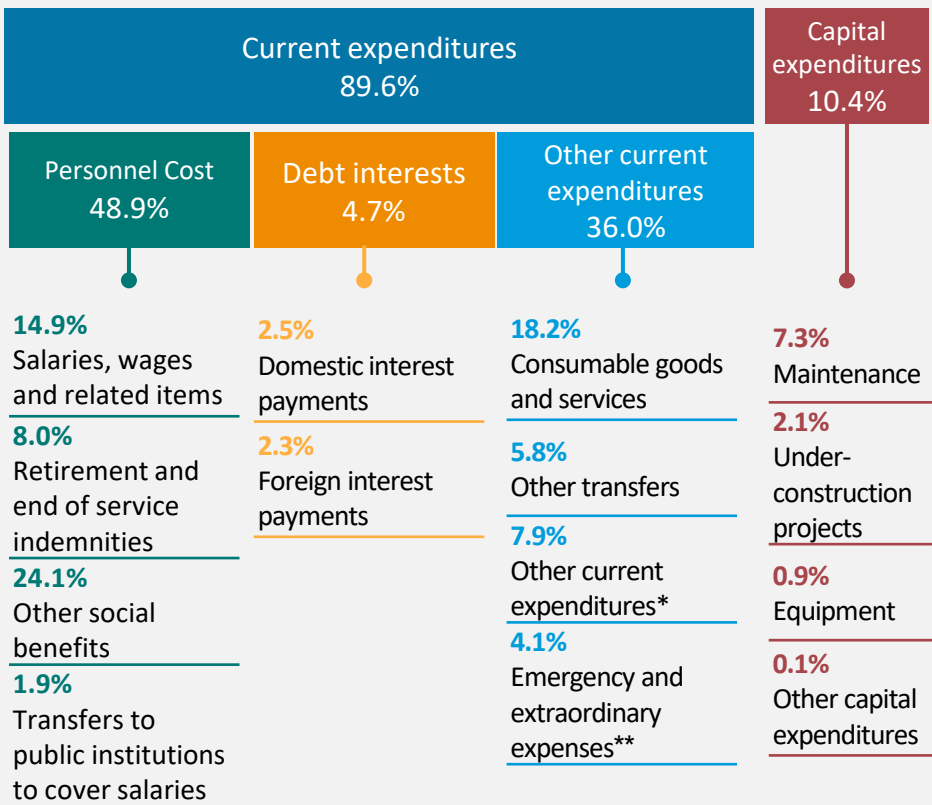 Current expenditures
89.6%
Capital
expenditures
10.4%
Personnel Cost
48.9%
Debt interests
4.7%
Other current
expenditures
36.0%
14.9%
Salaries, wages
and related items
8.0%
Retirement and
end of service
indemnities
24.1%
Other social
benefits
1.9%
Transfers to
public institutions
to cover salaries
2.5%
Domestic interest
payments
2.3%
Foreign interest
payments
18.2%
Consumable goods
and services
5.8%
Other transfers
7.9%
Other current
expenditures*
4.1%
Emergency and
extraordinary
expenses**
7.3%
Maintenance
2.1%
Under-
construction
projects
0.9%
Equipment
0.1%
Other capital
expenditures